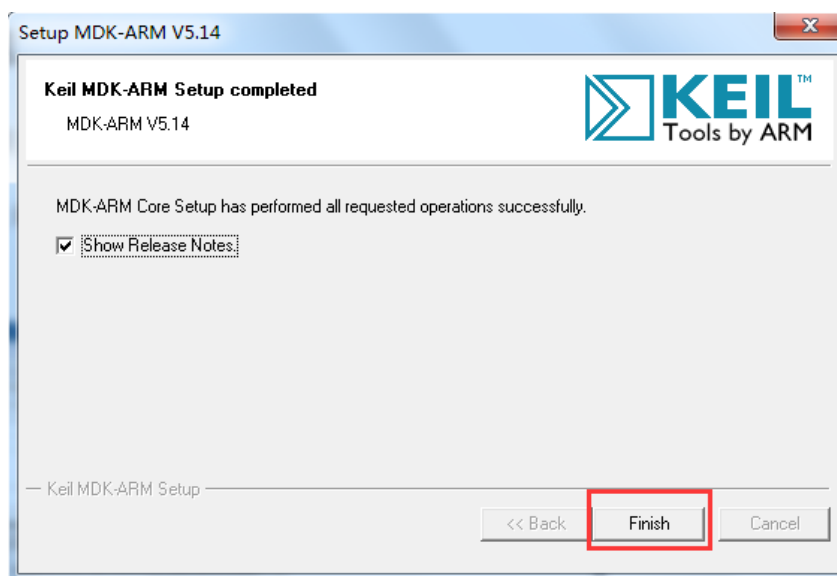 Setup MDK-ARM V5.14
Keil MDK-ARM Setup completed
MDK-ARM V5.14
KEIL™
Tools by ARM
MDK-ARM Core Setup has performed all requested operations successfully.
Show Release Notes.
Keil MDK-ARM Setup
<< Back Finish Cancel